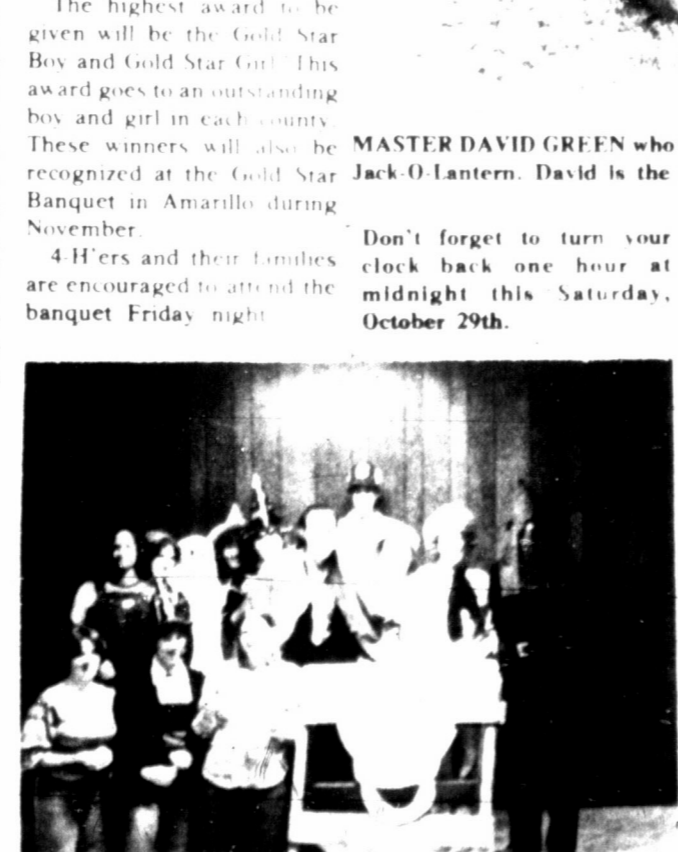 The highest award to be
given will be the Gold Star
Boy and Gold Star Girl. This
award goes to an outstanding
boy and girl in each county.
These winners will also be
recognized at the Gold Star
Banquet in Amarillo during
November.
4-H'ers and their families
are encouraged to attend the
banquet Friday night
MASTER DAVID GREEN who
Jack-O-Lantern. David is the
Don't forget to turn your
clock back one hour at
midnight this Saturday,
October 29th.